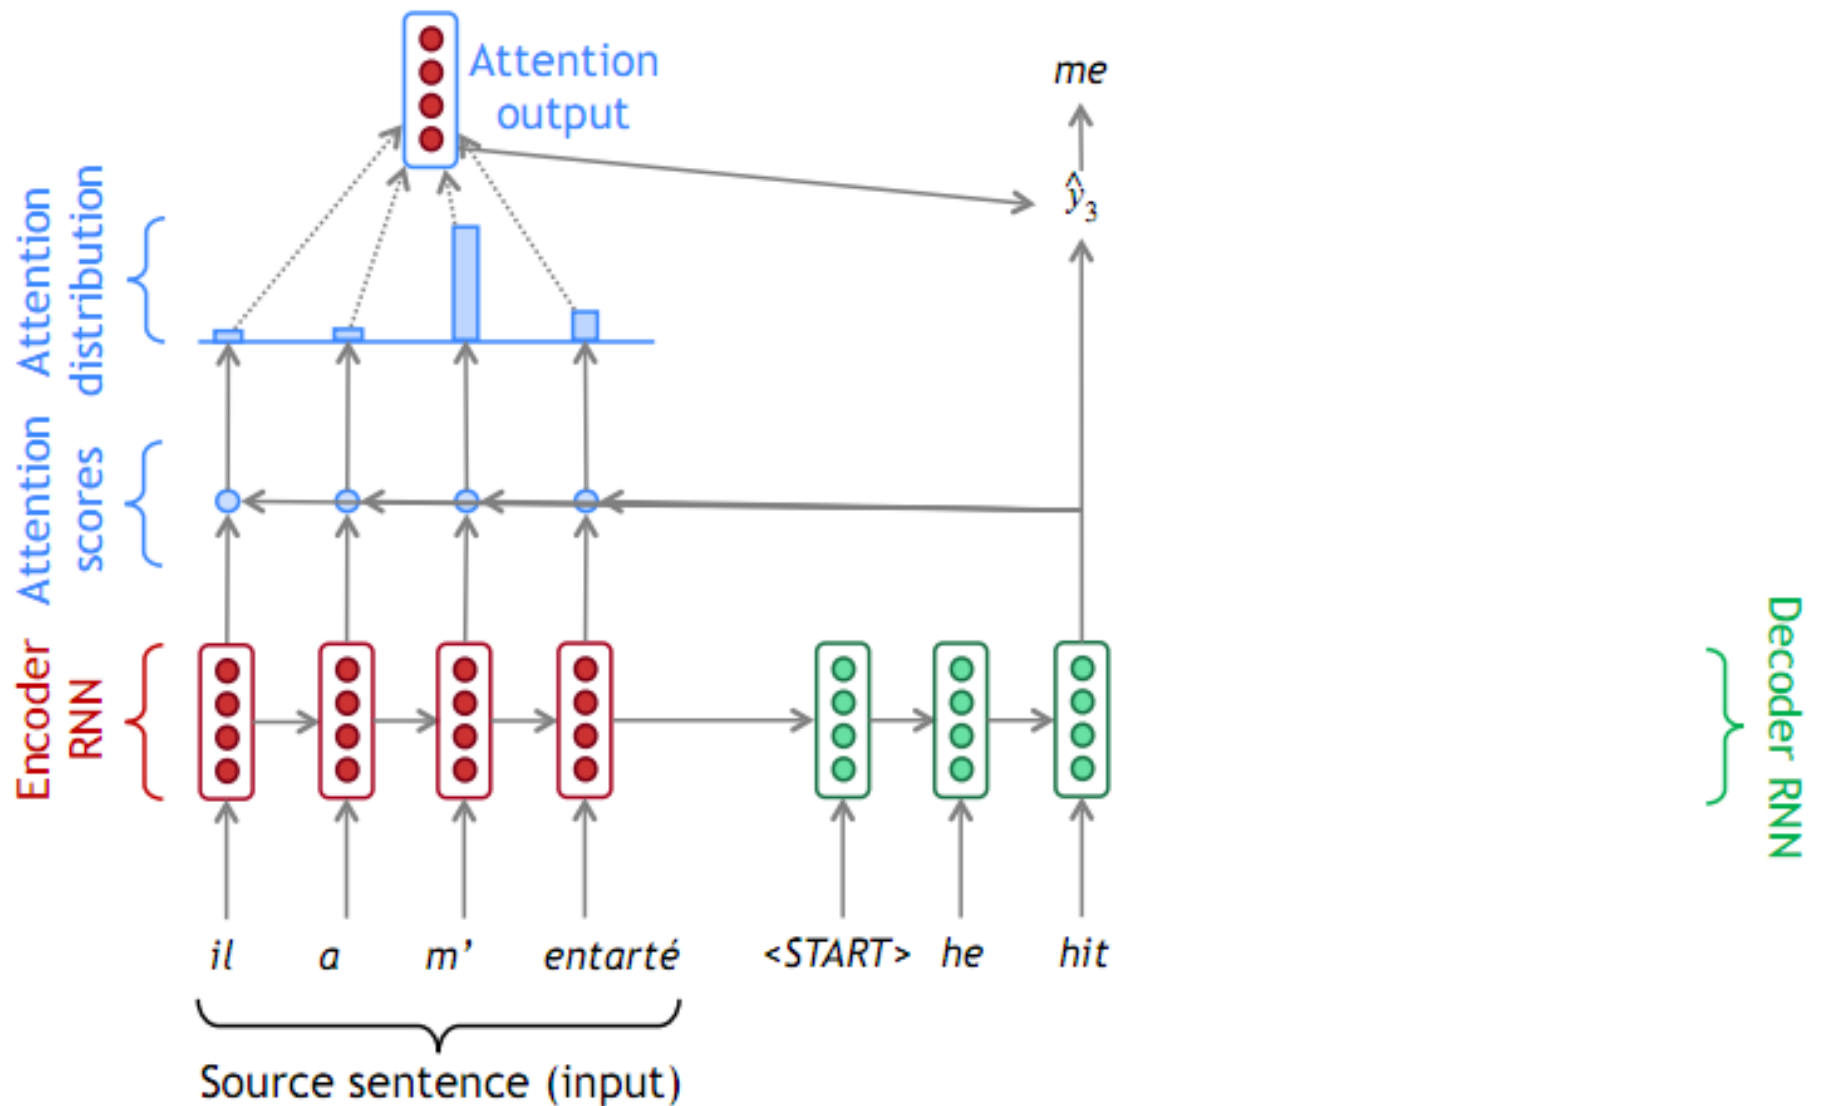 Attention
output
me
ŷ₃
Attention
distribution
Attention
scores
Encoder
RNN
Decoder RNN
il a m’ entarté <START> he hit
Source sentence (input)